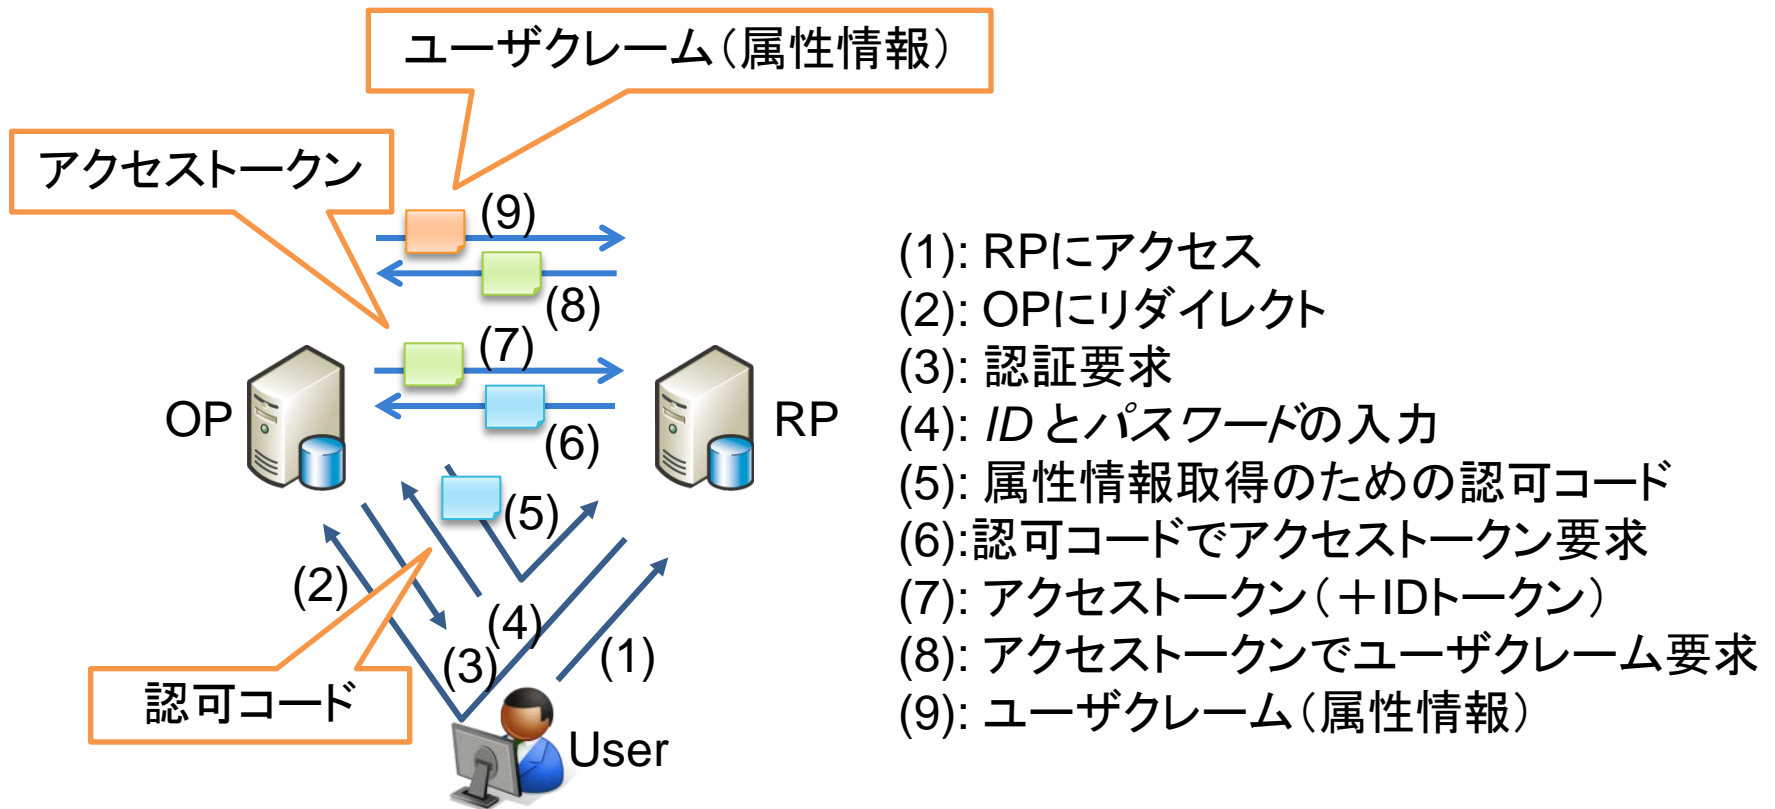 ユーザクレーム（属性情報）
アクセストークン
(9)
(8)
(7)
(6)
OP
RP
(5)
(2)
(4)
(3)
(1)
認可コード
User
(1): RPにアクセス
(2): OPにリダイレクト
(3): 認証要求
(4): IDとパスワードの入力
(5): 属性情報取得のための認可コード
(6):認可コードでアクセストークン要求
(7): アクセストークン（＋IDトークン）
(8): アクセストークンでユーザクレーム要求
(9): ユーザクレーム（属性情報）